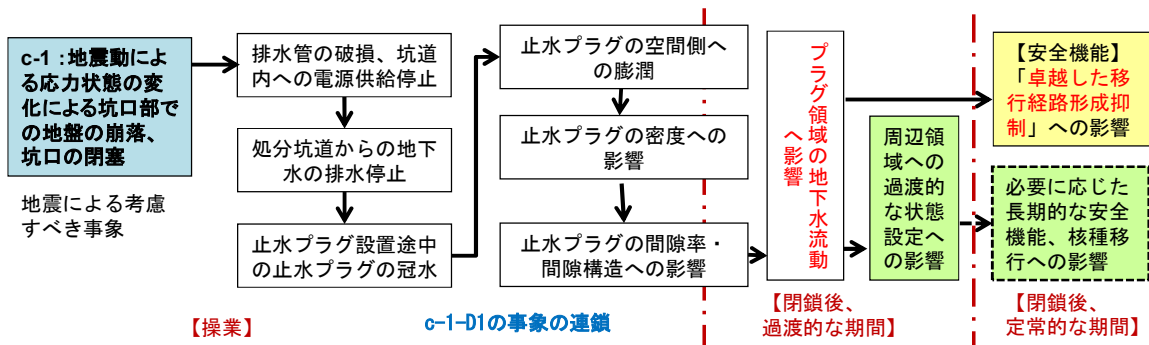 c-1 :地震動によ
る応力状態の変
化による坑口部で
の地盤の崩落、
坑口の閉塞
地震による考慮
すべき事象
排水管の破損、坑道
内への電源供給停止
処分坑道からの地下
水の排水停止
止水プラグ設置途中
の止水プラグの冠水
止水プラグの空間側へ
の膨潤
止水プラグの密度への
影響
止水プラグの間隙率・
間隙構造への影響
プラグ領域の地下水流動
へ影響
周辺領
域への過
渡的な状態
設定への影響
【安全機能】
「卓越した移
行経路形成抑
制」への影響
必要に応じた
長期的な安全
機能、核種移
行への影響
【操業】
c-1-D1の事象の連鎖
【閉鎖後、
過渡的な期間】
【閉鎖後、
定常的な期間】